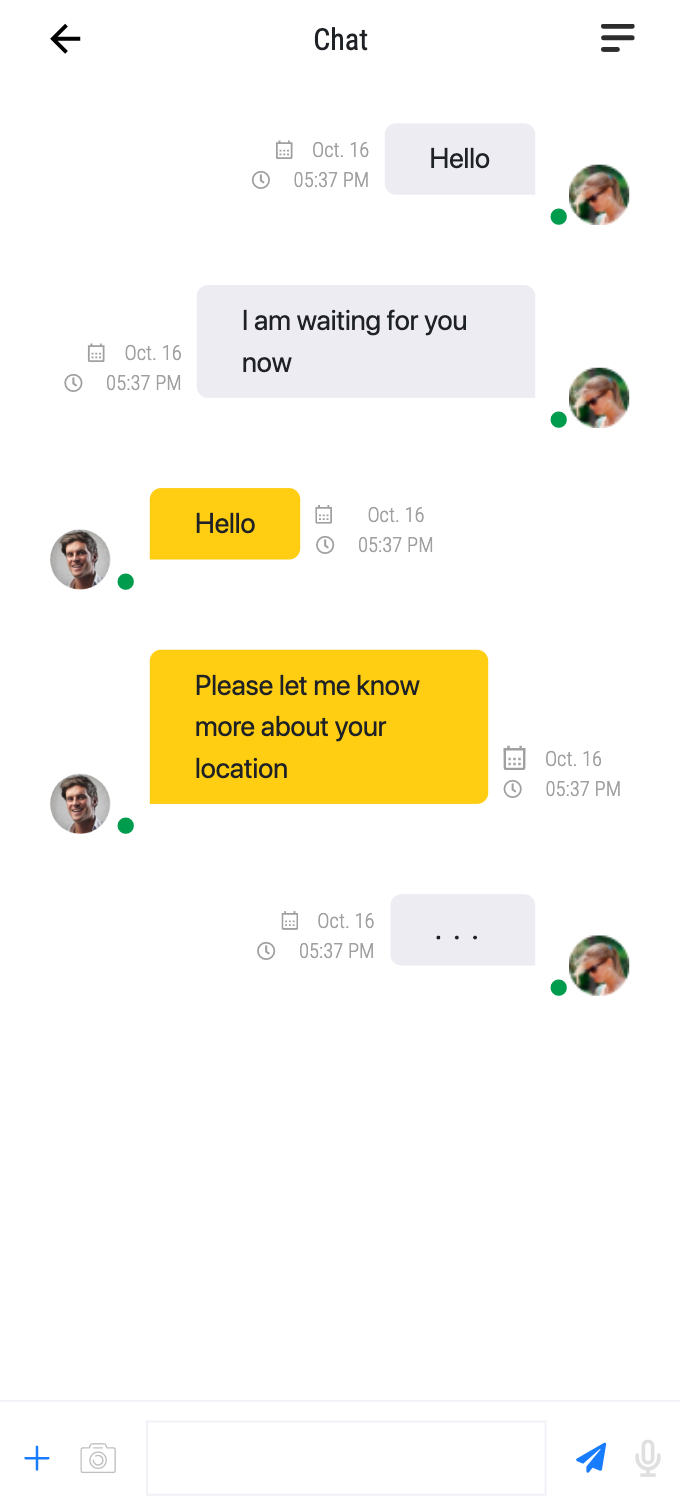 Chat
Oct. 16
05:37 PM
Hello
I am waiting for you
now
Oct. 16
05:37 PM
Hello
Oct. 16
05:37 PM
Please let me know
more about your
location
Oct. 16
05:37 PM
Oct. 16
05:37 PM
. . .